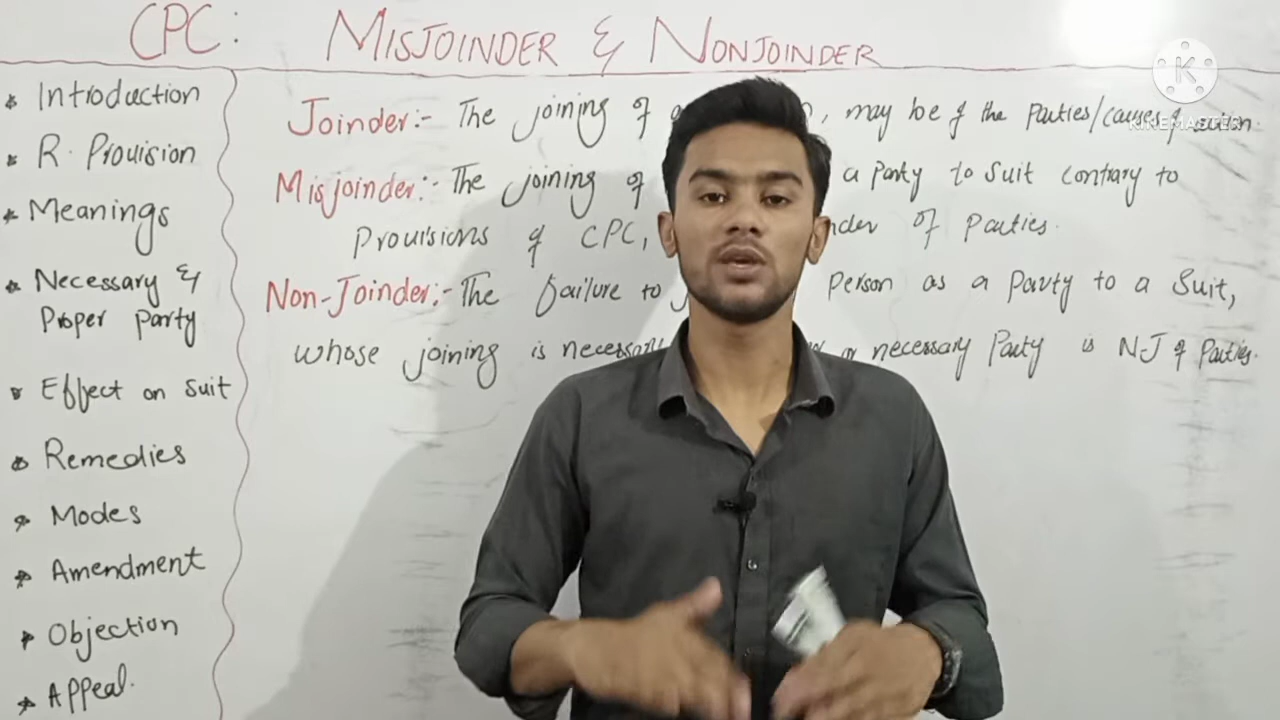 CPC: MISJOINDER & NONJOINDER
* Introduction
* R. Provision
* Meanings
* Necessary &
Proper party
* Effect on suit
* Remedies
* Modes
* Amendment
* Objection
* Appeal.
Joinder:- The joining of , may be of the Parties/causes of action.
Misjoinder:- The joining of a Party to Suit contrary to
Provisions of CPC, of Parties.
Non-Joinder:- The failure to Person as a Party to a Suit,
whose joining is necessary or necessary Party is NJ of Parties.
K
KINEMASTER